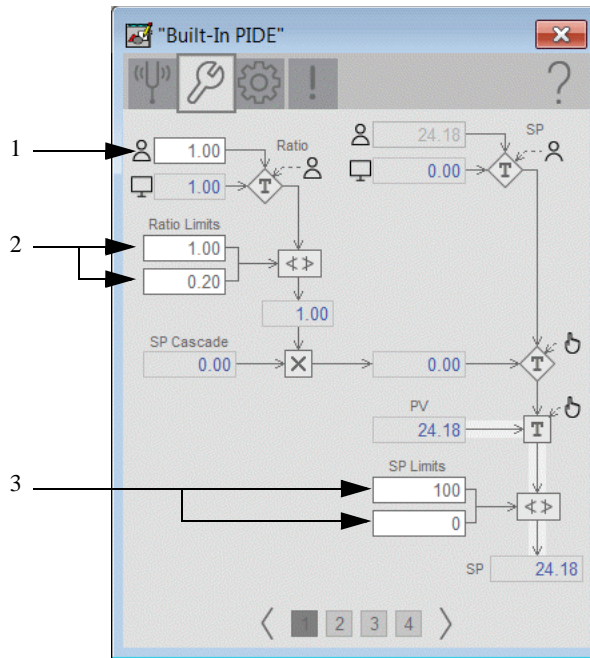 "Built-In PIDE"
?
1
1.00
Ratio
24.18
SP
1.00
T
0.00
T
Ratio Limits
2
1.00
0.20
1.00
SP Cascade
0.00
0.00
T
PV
24.18
T
SP Limits
3
100
0
SP
24.18
1
2
3
4